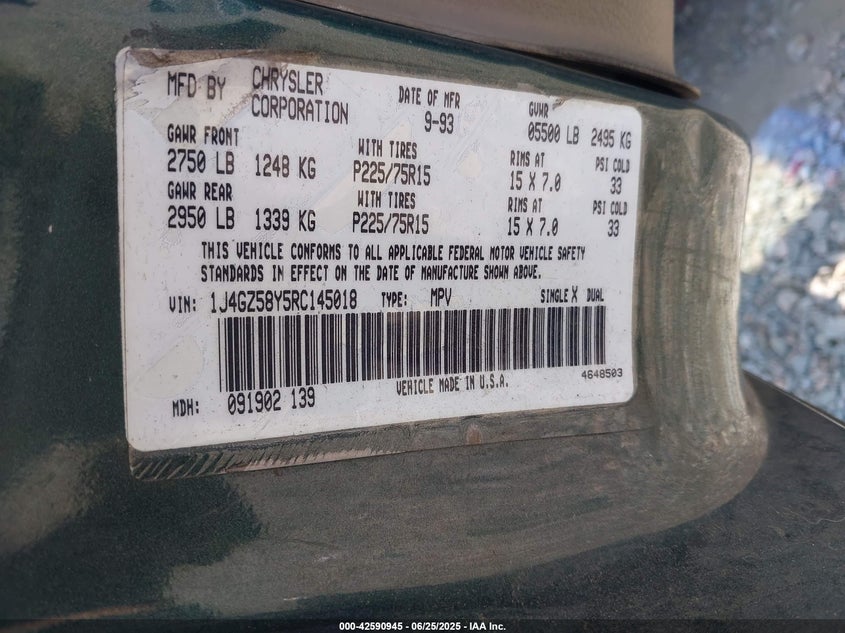 MFD BY CHRYSLER CORPORATION DATE OF MFR 9-93 GVWR 05500 LB 2495 KG
GAWR FRONT WITH TIRES RIMS AT PSI COLD
2750 LB 1248 KG P225/75R15 15 X 7.0 33
GAWR REAR WITH TIRES RIMS AT PSI COLD
2950 LB 1339 KG P225/75R15 15 X 7.0 33
THIS VEHICLE CONFORMS TO ALL APPLICABLE FEDERAL MOTOR VEHICLE SAFETY
STANDARDS IN EFFECT ON THE DATE OF MANUFACTURE SHOWN ABOVE.
VIN: 1J4GZ58Y5RC145018 TYPE: MPV SINGLE X DUAL
MDH: 091902 139 VEHICLE MADE IN U.S.A. 4648503
000-42590945 - 06/25/2025 - IAA Inc.